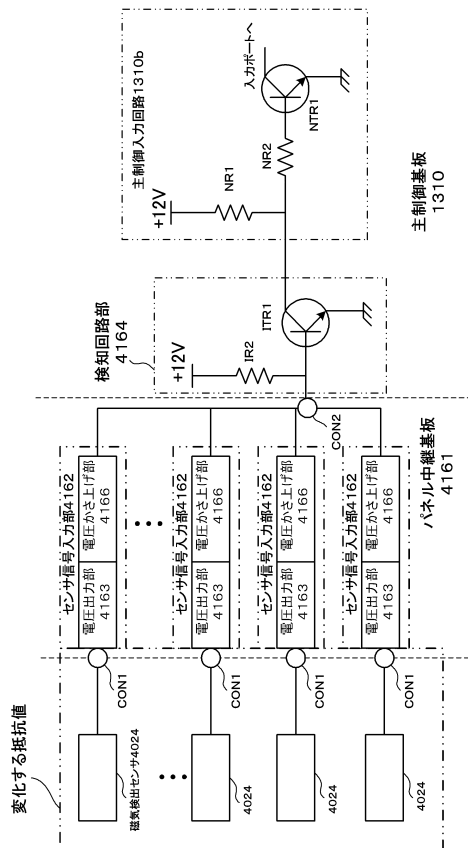 変化する抵抗値
磁気検出センサ4024
4024
4024
4024
CON1
CON1
CON1
CON1
センサ信号入力部4162
電圧出力部
4163
電圧かさ上げ部
4166
センサ信号入力部4162
電圧出力部
4163
電圧かさ上げ部
4166
センサ信号入力部4162
電圧出力部
4163
電圧かさ上げ部
4166
センサ信号入力部4162
電圧出力部
4163
電圧かさ上げ部
4166
パネル中継基板
4161
CON2
検知回路部
4164
+12V
IR2
ITR1
主制御入力回路1310b
+12V
NR1
NR2
NTR1
入力ポートへ
主制御基板
1310